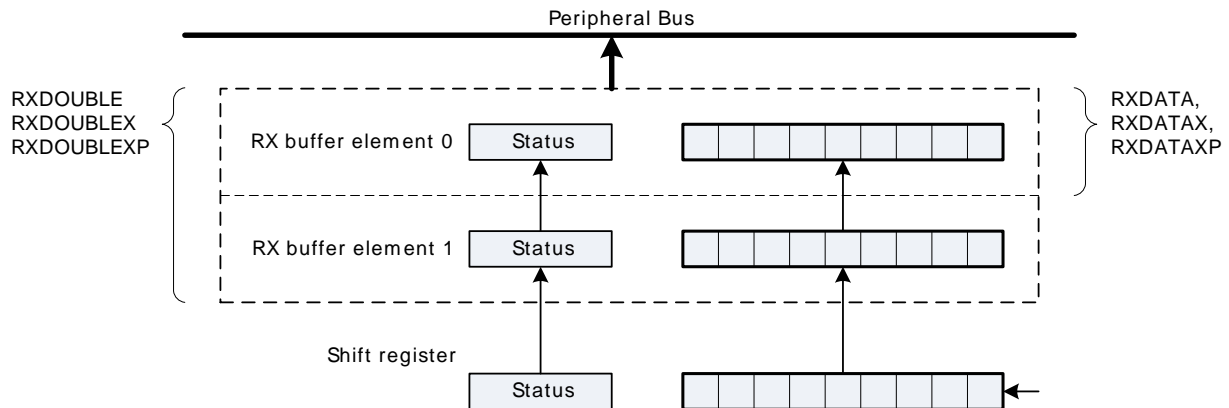 Peripheral Bus
RXDOUBLE
RXDOUBLEX
RXDOUBLEXP
RXDATA,
RXDATAX,
RXDATAXP
RX buffer element 0
Status
RX buffer element 1
Status
Shift register
Status